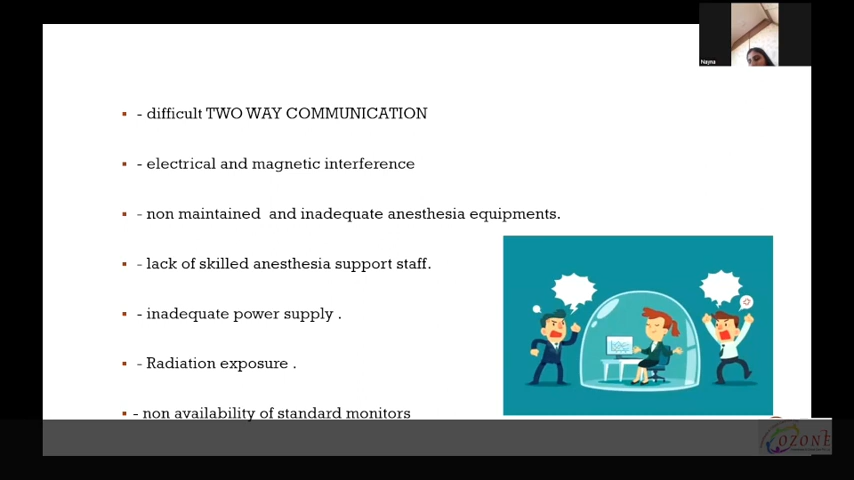 Nayna
- difficult TWO WAY COMMUNICATION
- electrical and magnetic interference
- non maintained  and inadequate anesthesia equipments.
- lack of skilled anesthesia support staff.
- inadequate power supply .
- Radiation exposure .
- non availability of standard monitors
OZONE